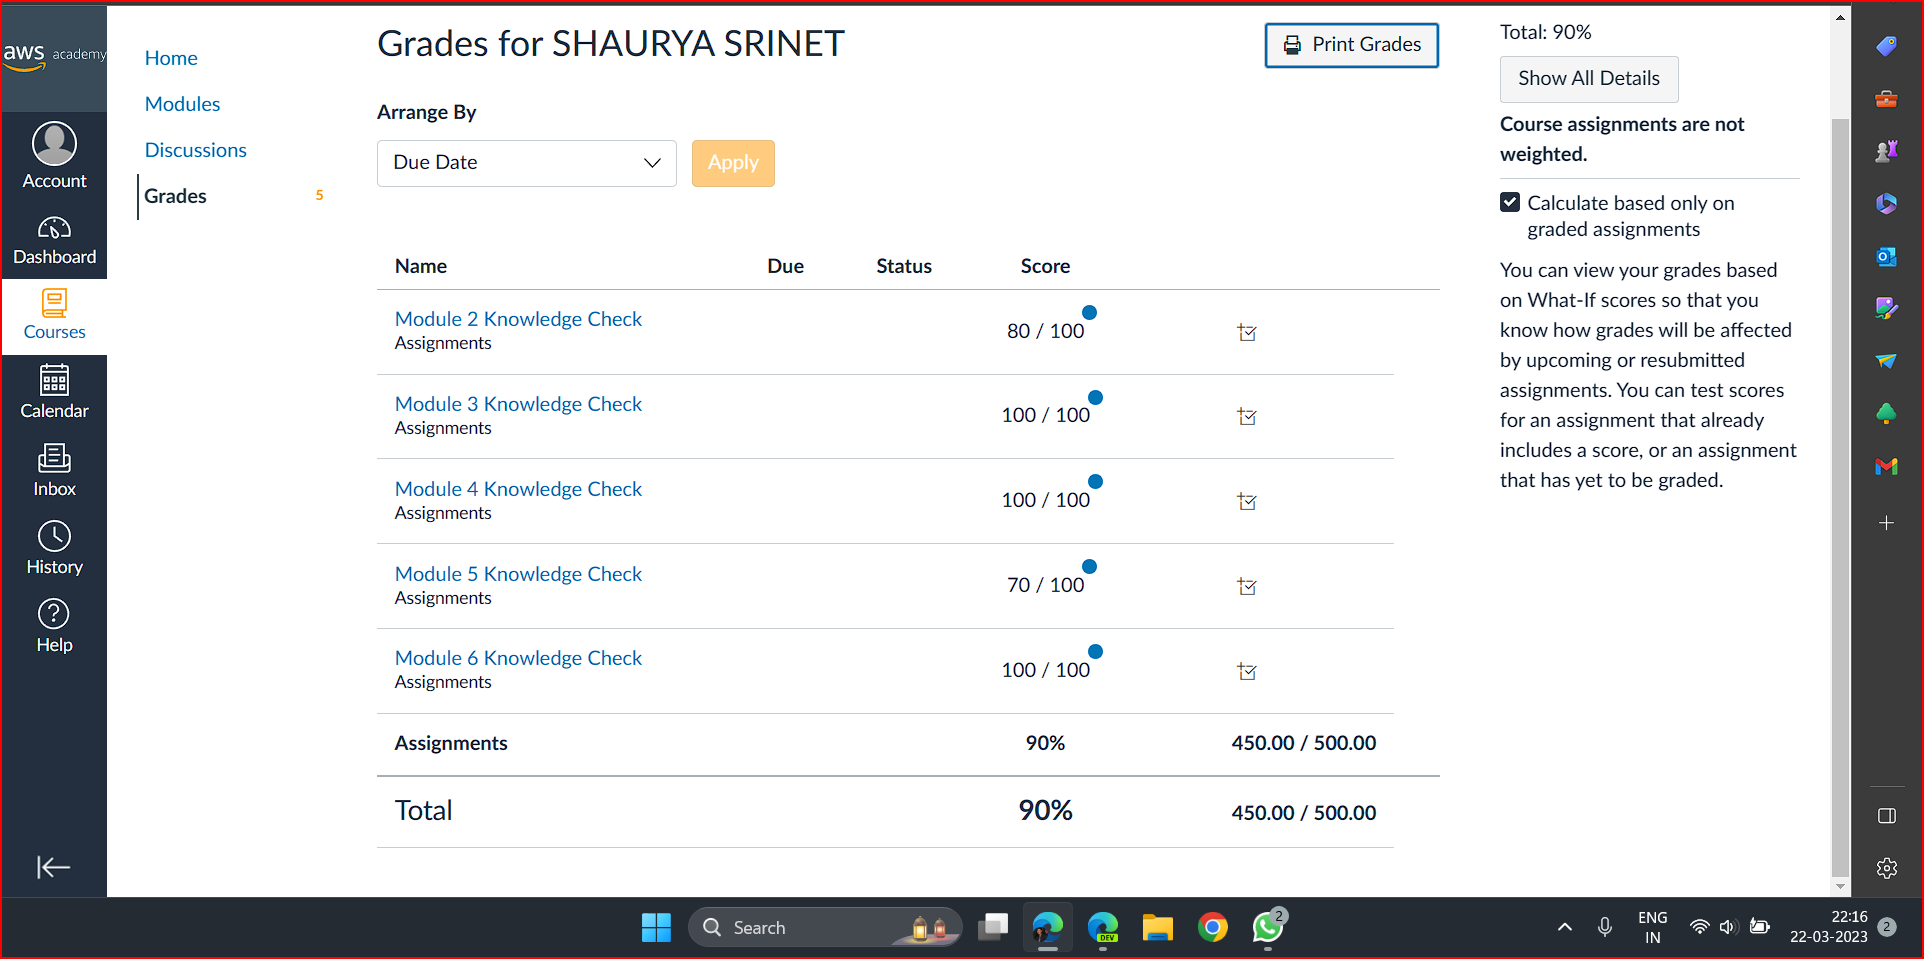 aws academy
Account
Dashboard
Courses
Calendar
Inbox
History
Help
Home
Modules
Discussions
Grades 5
Grades for SHAURYA SRINET
Print Grades
Arrange By
Due Date
Apply
Name Due Status Score
Module 2 Knowledge Check
Assignments
80 / 100
Module 3 Knowledge Check
Assignments
100 / 100
Module 4 Knowledge Check
Assignments
100 / 100
Module 5 Knowledge Check
Assignments
70 / 100
Module 6 Knowledge Check
Assignments
100 / 100
Assignments 90% 450.00 / 500.00
Total 90% 450.00 / 500.00
Total: 90%
Show All Details
Course assignments are not
weighted.
Calculate based only on
graded assignments
You can view your grades based
on What-If scores so that you
know how grades will be affected
by upcoming or resubmitted
assignments. You can test scores
for an assignment that already
includes a score, or an assignment
that has yet to be graded.
Search
DEV
2
ENG
IN
22:16
22-03-2023
2